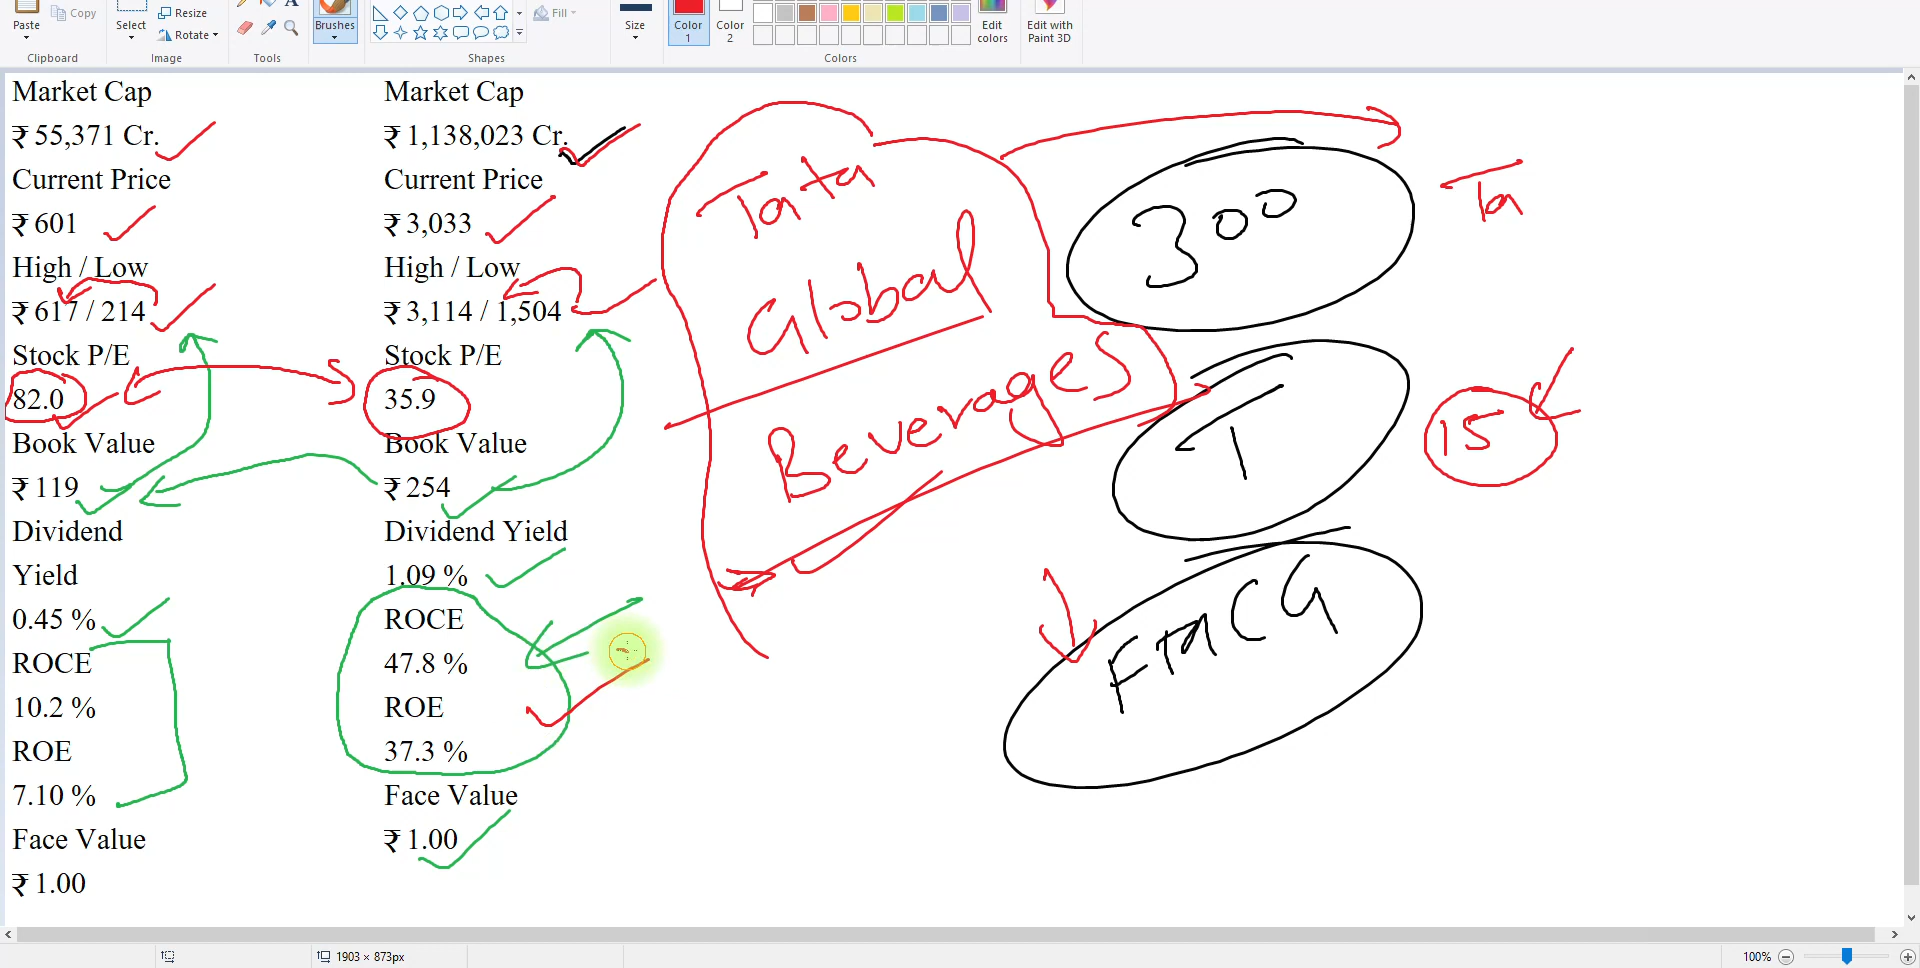 Paste
Copy
Clipboard
Select
Resize
Rotate
Image
A
Tools
Brushes
Shapes
Fill
Size
Color 1
Color 2
Colors
Edit colors
Edit with Paint 3D
Market Cap
₹ 55,371 Cr.
Current Price
₹ 601
High / Low
₹ 617 / 214
Stock P/E
82.0
Book Value
₹ 119
Dividend
Yield
0.45 %
ROCE
10.2 %
ROE
7.10 %
Face Value
₹ 1.00
Market Cap
₹ 1,138,023 Cr.
Current Price
₹ 3,033
High / Low
₹ 3,114 / 1,504
Stock P/E
35.9
Book Value
₹ 254
Dividend Yield
1.09 %
ROCE
47.8 %
ROE
37.3 %
Face Value
₹ 1.00
Tata
Global
Beverages
300
Ta
1
15
FMCG
1903 × 873px
100%